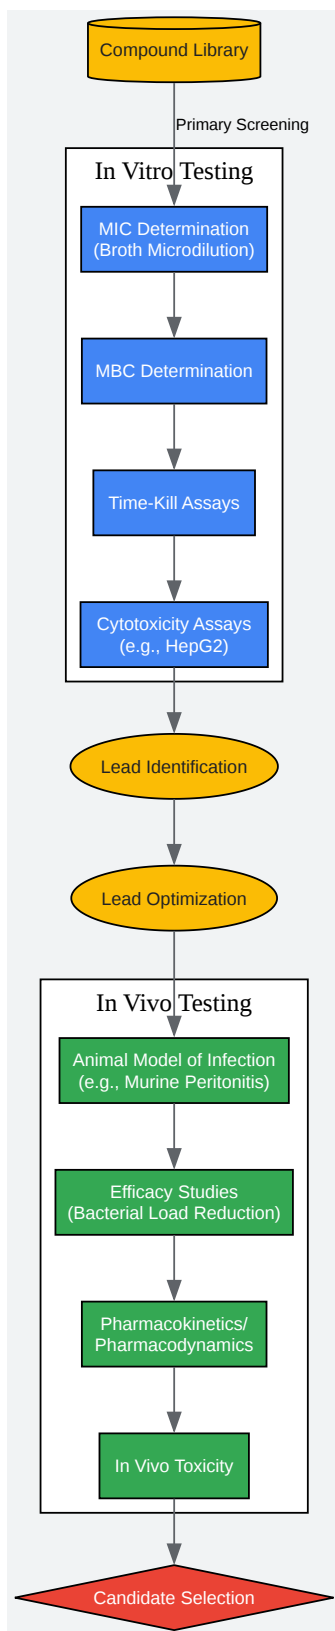 Compound Library
Primary Screening
In Vitro Testing
MIC Determination
(Broth Microdilution)
MBC Determination
Time-Kill Assays
Cytotoxicity Assays
(e.g., HepG2)
Lead Identification
Lead Optimization
In Vivo Testing
Animal Model of Infection
(e.g., Murine Peritonitis)
Efficacy Studies
(Bacterial Load Reduction)
Pharmacokinetics/
Pharmacodynamics
In Vivo Toxicity
Candidate Selection